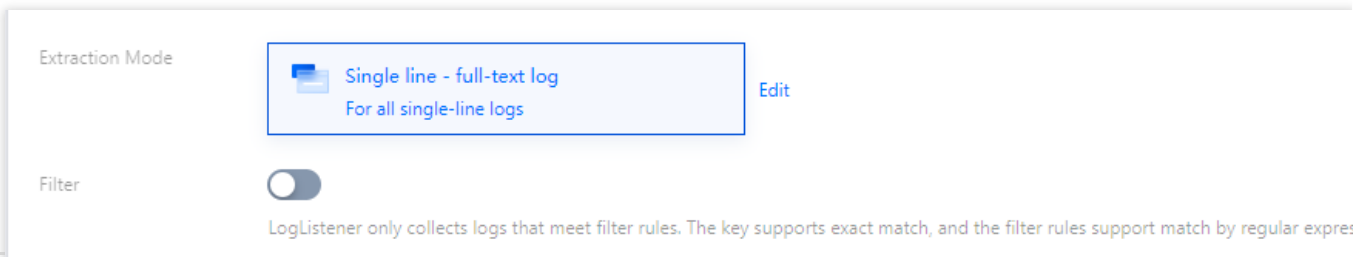 Extraction Mode
Single line - full-text log
For all single-line logs
Edit
Filter
LogListener only collects logs that meet filter rules. The key supports exact match, and the filter rules support match by regular